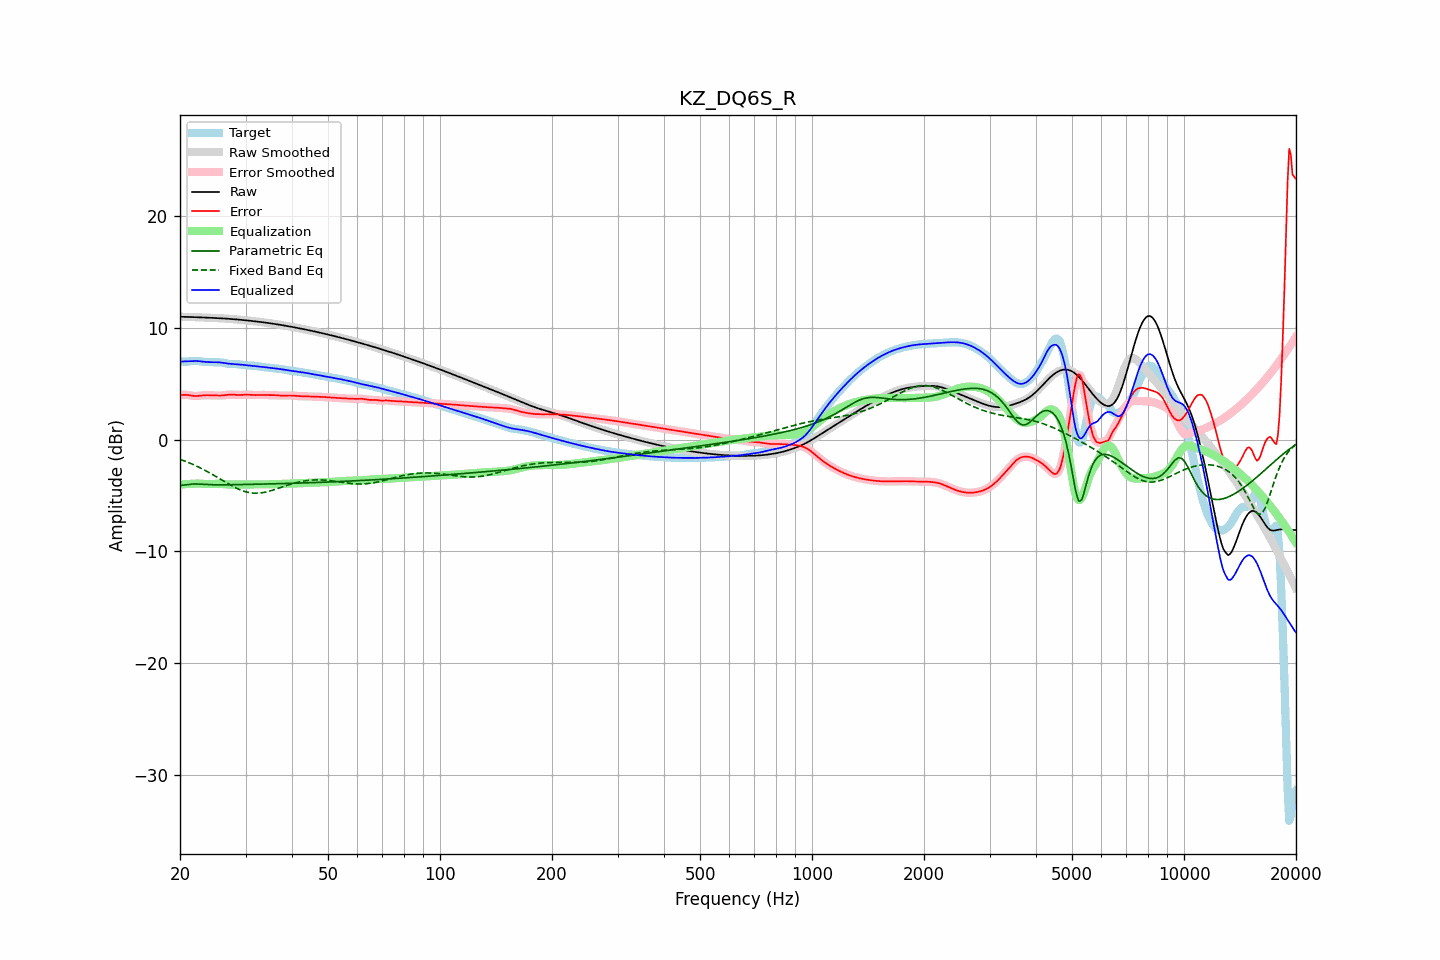 KZ_DQ6S_R
Target
Raw Smoothed
Error Smoothed
Raw
Error
Equalization
Parametric Eq
Fixed Band Eq
Equalized
Amplitude (dBr)
20
10
0
−10
−20
−30
20
50
100
200
500
1000
2000
5000
10000
20000
Frequency (Hz)